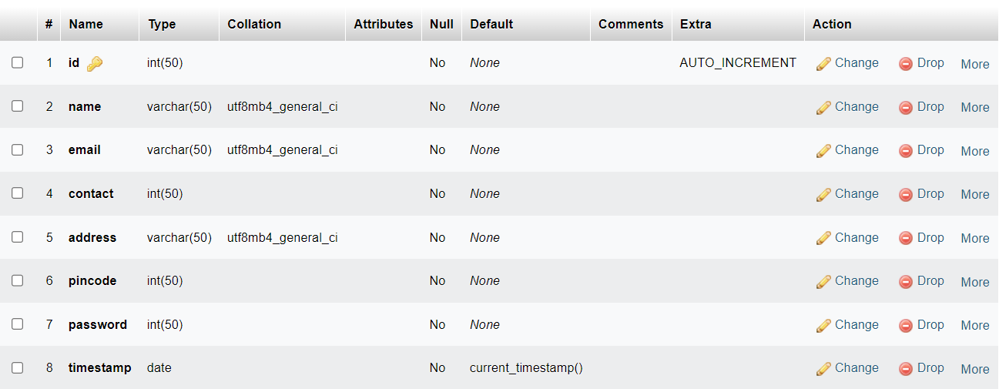 # Name Type Collation Attributes Null Default Comments Extra Action
1 id int(50) No None AUTO_INCREMENT Change Drop More
2 name varchar(50) utf8mb4_general_ci No None Change Drop More
3 email varchar(50) utf8mb4_general_ci No None Change Drop More
4 contact int(50) No None Change Drop More
5 address varchar(50) utf8mb4_general_ci No None Change Drop More
6 pincode int(50) No None Change Drop More
7 password int(50) No None Change Drop More
8 timestamp date No current_timestamp() Change Drop More